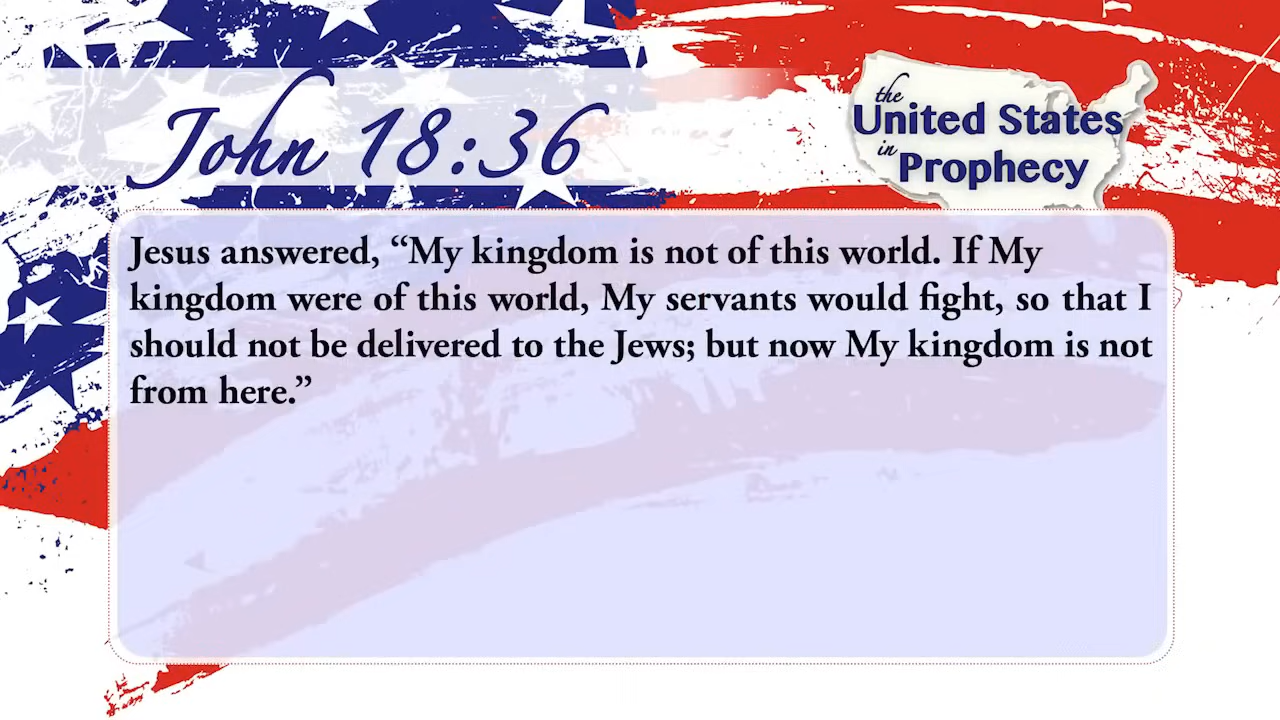 John 18:36
the
United States
in
Prophecy
Jesus answered, “My kingdom is not of this world. If My
kingdom were of this world, My servants would fight, so that I
should not be delivered to the Jews; but now My kingdom is not
from here.”